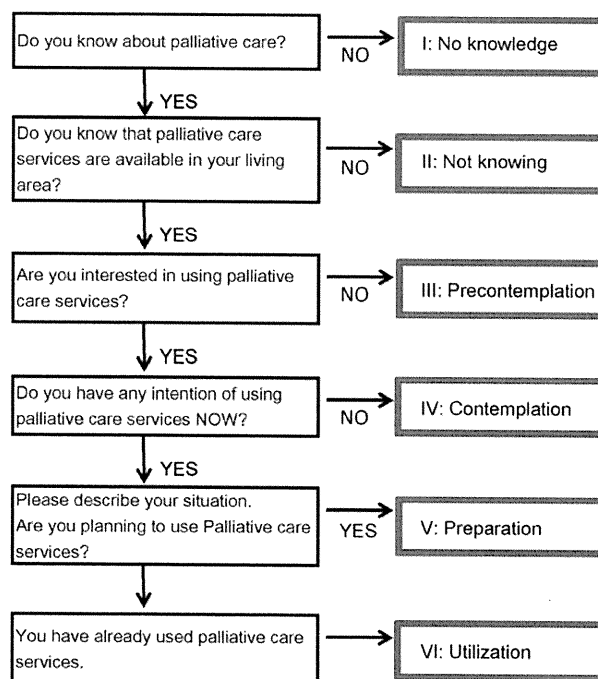 Do you know about palliative care?
NO
I: No knowledge
YES
Do you know that palliative care
services are available in your living
area?
NO
II: Not knowing
YES
Are you interested in using palliative
care services?
NO
III: Precontemplation
YES
Do you have any intention of using
palliative care services NOW?
NO
IV: Contemplation
YES
Please describe your situation.
Are you planning to use Palliative care
services?
YES
V: Preparation
You have already used palliative care
services.
VI: Utilization